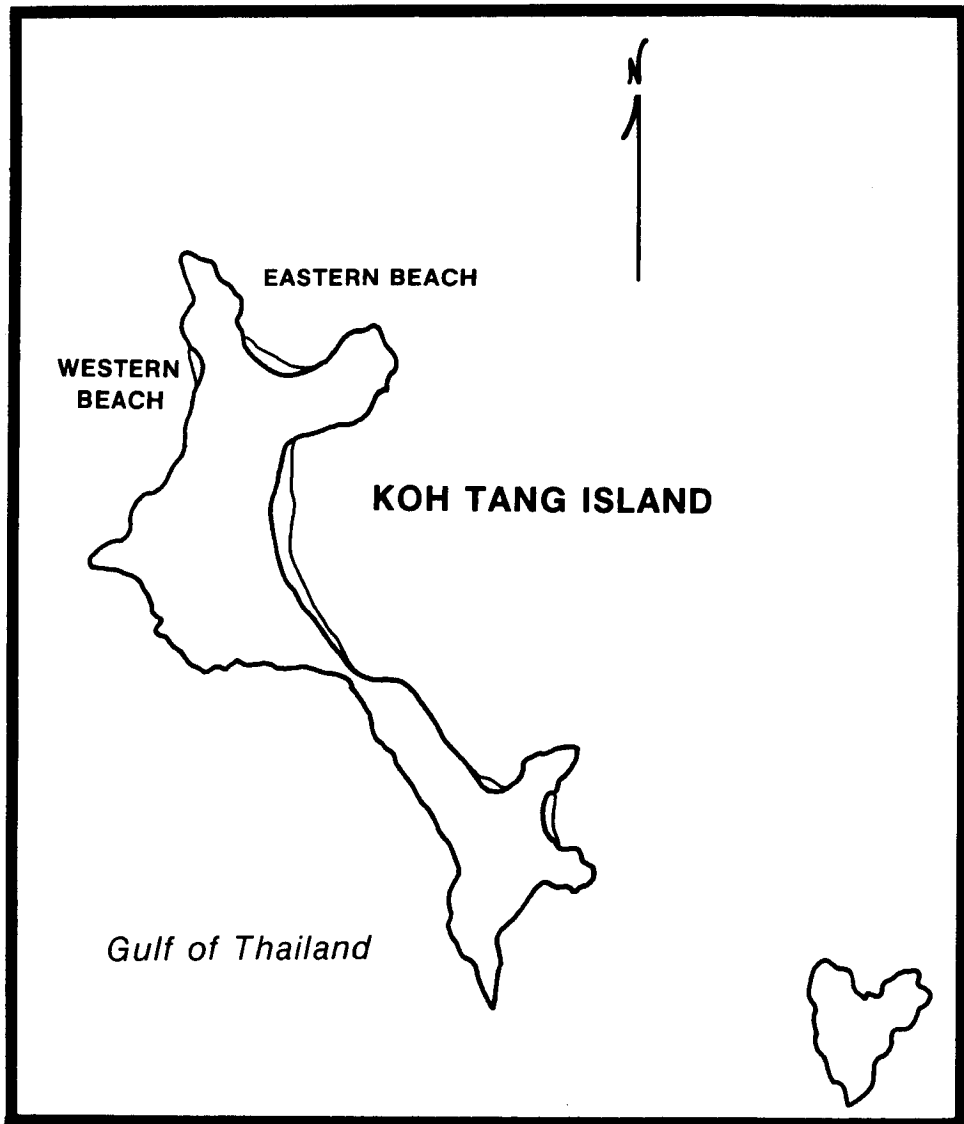 N
EASTERN BEACH
WESTERN
BEACH
KOH TANG ISLAND
Gulf of Thailand